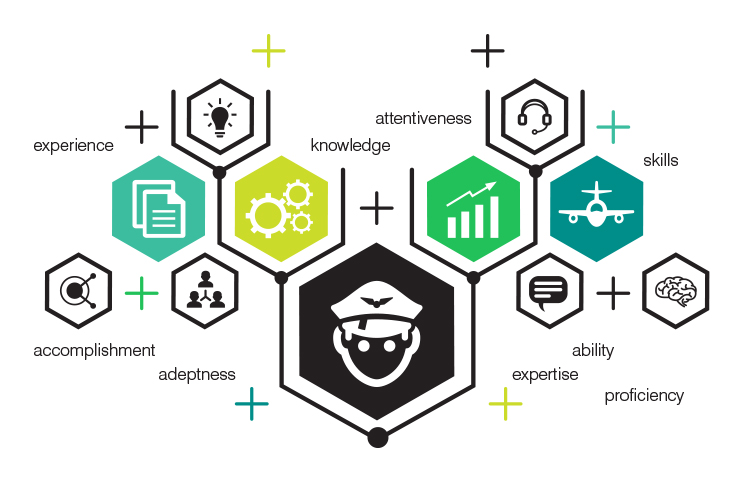 attentiveness
experience
knowledge
skills
accomplishment
ability
adeptness
expertise
proficiency